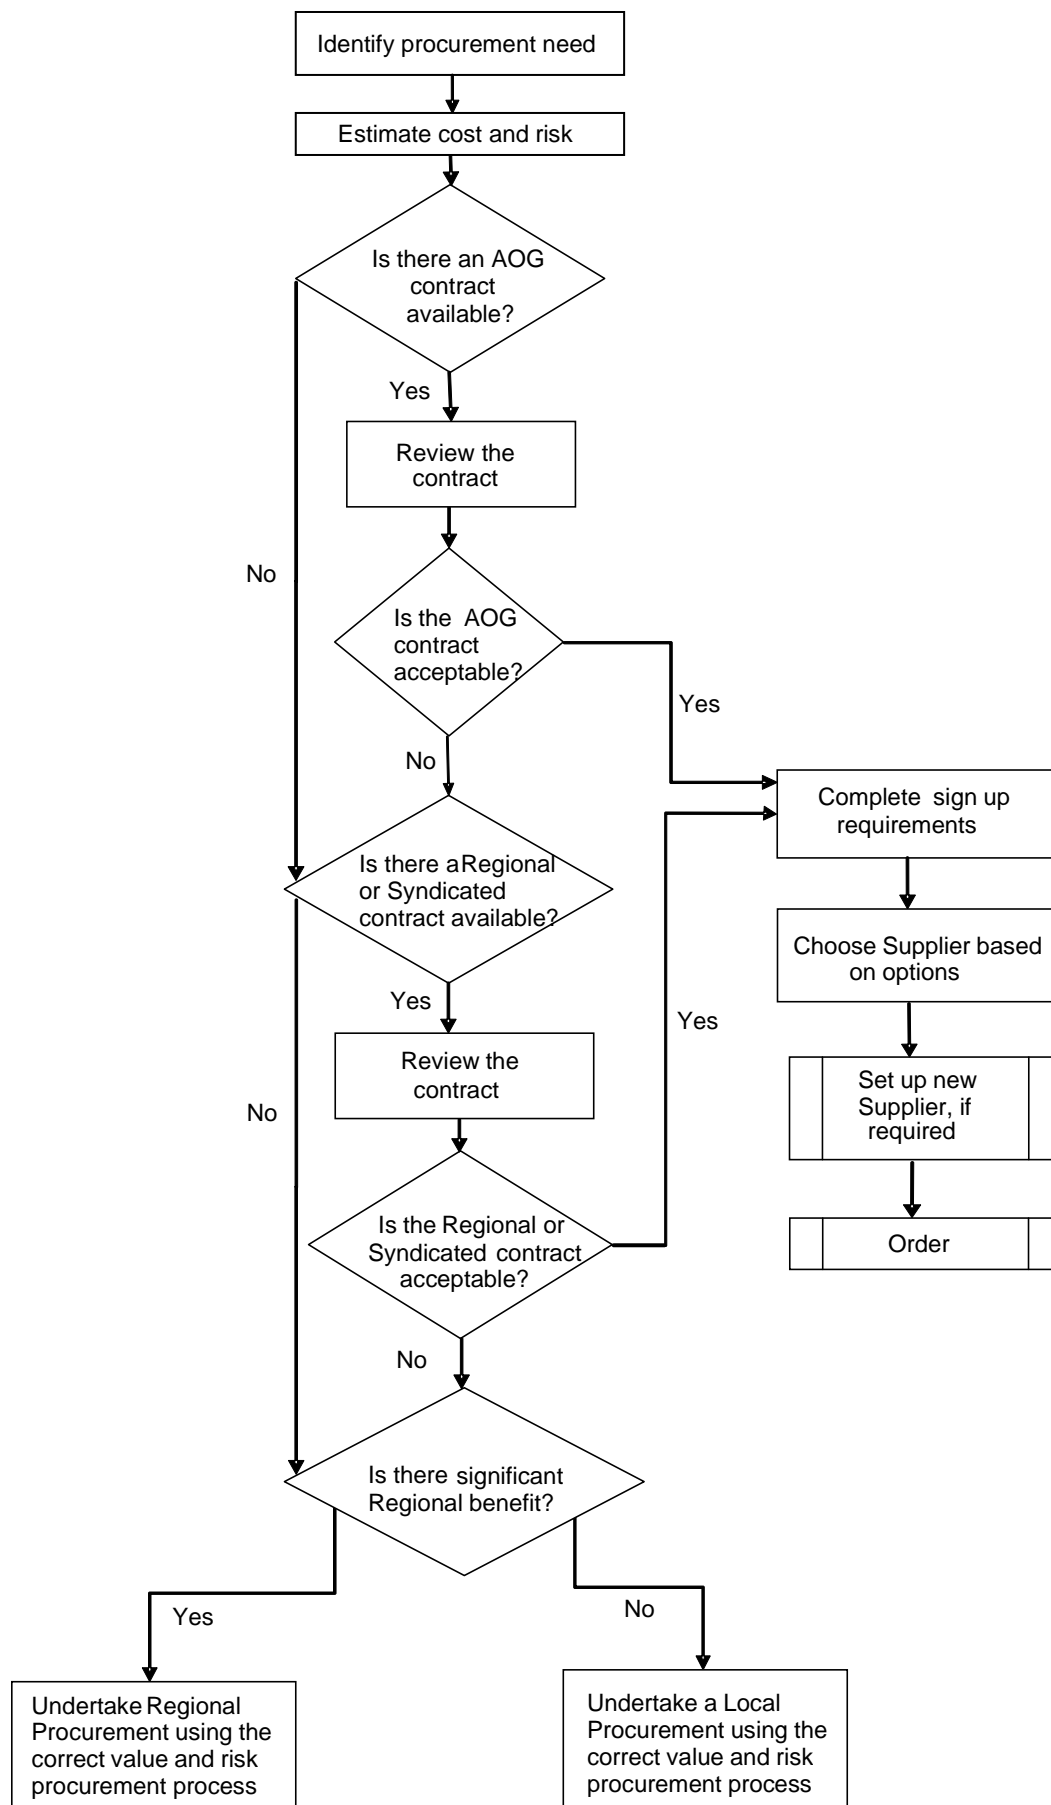 Identify procurement need
Estimate cost and risk
Is there an AOG
contract
available?
Yes
Review the
contract
No
Is the AOG
contract
acceptable?
Yes
No
Complete sign up
requirements
Is there a Regional
or Syndicated
contract available?
Choose Supplier based
on options
Yes
Yes
Review the
contract
Set up new
Supplier, if
required
No
Is the Regional or
Syndicated contract
acceptable?
Order
No
Is there significant
Regional benefit?
Yes
No
Undertake Regional
Procurement using the
correct value and risk
procurement process
Undertake a Local
Procurement using the
correct value and risk
procurement process